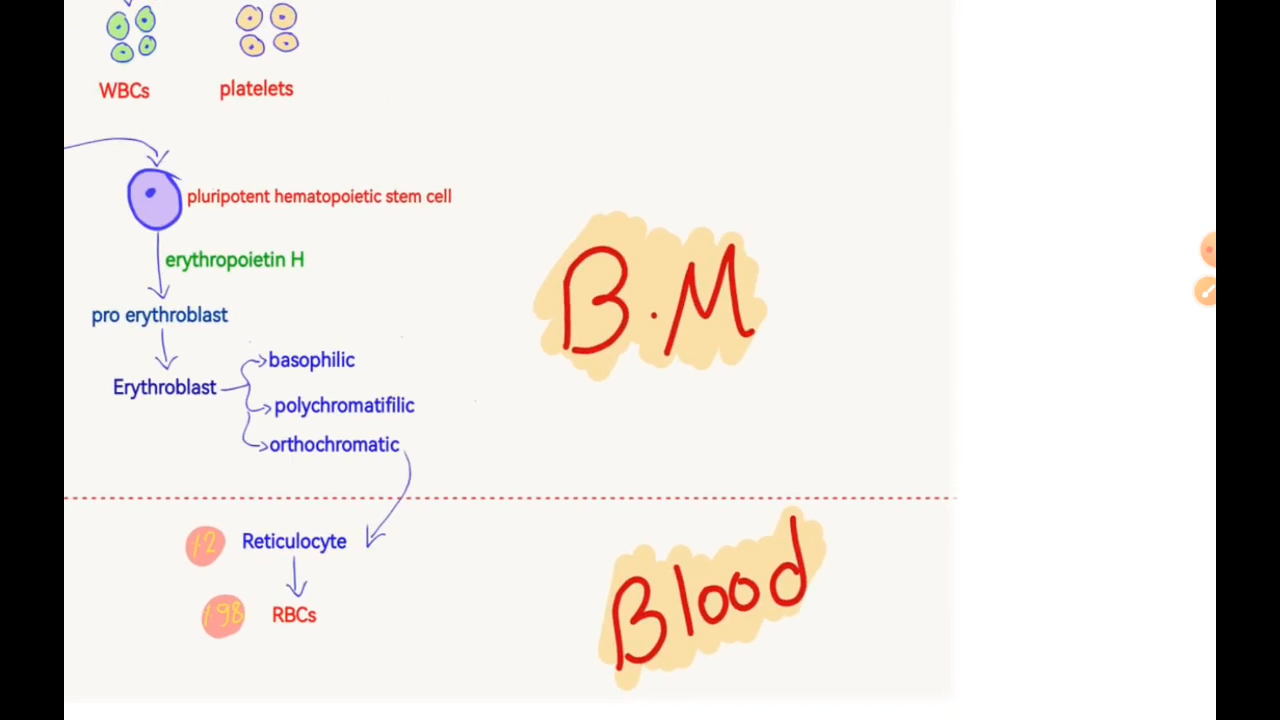 WBCs platelets
pluripotent hematopoietic stem cell
erythropoietin H
pro erythroblast
B.M
Erythroblast
basophilic
polychromatifilic
orthochromatic
Reticulocyte
Blood
RBCs